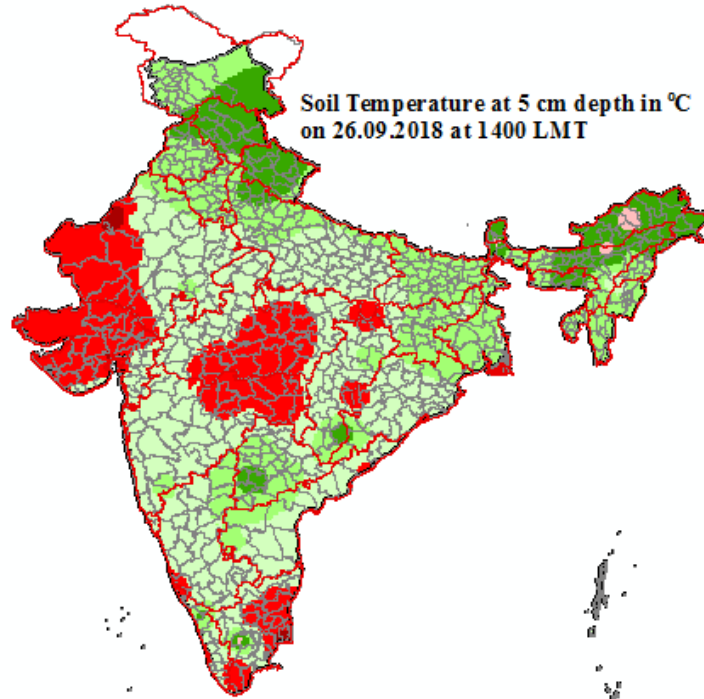 Soil Temperature at 5 cm depth in ⁰C
on 26.09.2018 at 1400 LMT